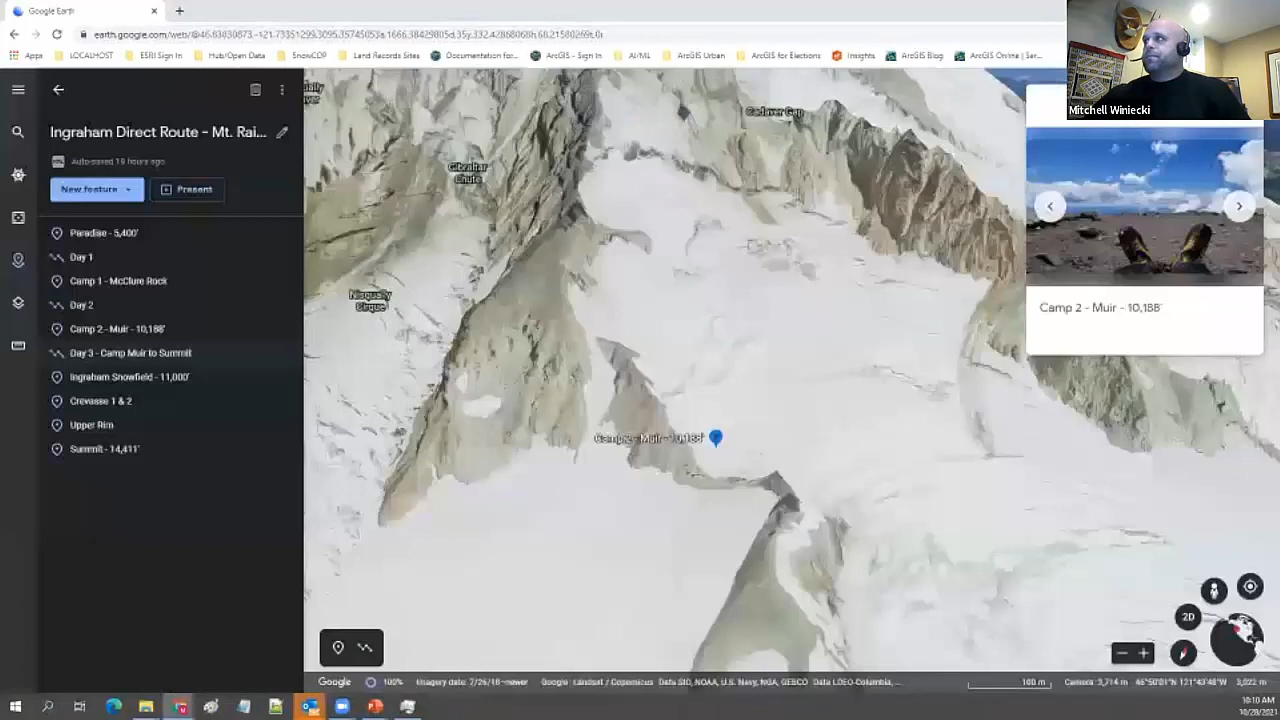 Google Earth
earth.google.com/web/@46.83830873,-121.73351299,3095.35745053a,1666.38429805d,35y,332.4286806
Apps LOCALHOST ESRI Sign In Hub/Open Data SnowCOP Land Records Sites Documentation for... ArcGIS - Sign In AI/ML ArcGIS Urban ArcGIS for Elections Insights ArcGIS Blog ArcGIS Online | Ser...
Mitchell Winiecki
Ingraham Direct Route - Mt. Rai...
Auto-saved 19 hours ago
New feature
Present
Paradise - 5,400'
Day 1
Camp 1 - McClure Rock
Day 2
Camp 2 - Muir - 10,188'
Day 3 - Camp Muir to Summit
Ingraham Snowfield - 11,000'
Crevasse 1 & 2
Upper Rim
Summit - 14,411'
Cadaver Gap
Gibraltar
Chute
Nisqually
Cirque
Camp 2 - Muir - 10,188'
Camp 2 - Muir - 10,188'
2D
Google 100% Imagery date: 7/26/18-newer Google Landsat / Copernicus Data SIO, NOAA, U.S. Navy, NGA, GEBCO Data LDEO-Columbia,... 100 m Camera: 3,714 m 46°50'01"N 121°43'48"W 3,022 m
10:10 AM
10/28/2021